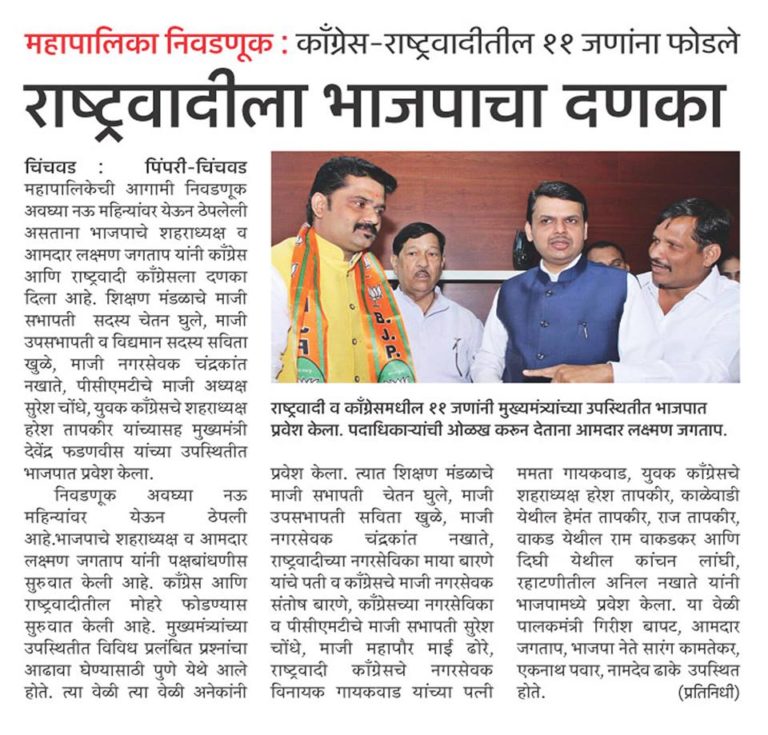 महापालिका निवडणूक : काँग्रेस-राष्ट्रवादीतील ११ जणांना फोडले
राष्ट्रवादीला भाजपाचा दणका
चिंचवड : पिंपरी-चिंचवड
महापालिकेची आगामी निवडणूक
अवघ्या नऊ महिन्यांवर येऊन ठेपलेली
असताना भाजपाचे शहराध्यक्ष व
आमदार लक्ष्मण जगताप यांनी काँग्रेस
आणि राष्ट्रवादी काँग्रेसला दणका
दिला आहे. शिक्षण मंडळाचे माजी
सभापती सदस्य चेतन घुले, माजी
उपसभापती व विद्यमान सदस्य सविता
खुळे, माजी नगरसेवक चंद्रकांत
नखाते, पीसीएमटीचे माजी अध्यक्ष
सुरेश चोंधे, युवक काँग्रेसचे शहराध्यक्ष
हरेश तापकीर यांच्यासह मुख्यमंत्री
देवेंद्र फडणवीस यांच्या उपस्थितीत
भाजपात प्रवेश केला.
निवडणूक अवघ्या नऊ
महिन्यांवर येऊन ठेपली
आहे.भाजपाचे शहराध्यक्ष व आमदार
लक्ष्मण जगताप यांनी पक्षबांधणीस
सुरुवात केली आहे. काँग्रेस आणि
राष्ट्रवादीतील मोहरे फोडण्यास
सुरुवात केली आहे. मुख्यमंत्र्यांच्या
उपस्थितीत विविध प्रलंबित प्रश्नांचा
आढावा घेण्यासाठी पुणे येथे आले
होते. त्या वेळी त्या वेळी अनेकांनी
B.J.P.
राष्ट्रवादी व काँग्रेसमधील ११ जणांनी मुख्यमंत्र्यांच्या उपस्थितीत भाजपात
प्रवेश केला. पदाधिकाऱ्यांची ओळख करून देताना आमदार लक्ष्मण जगताप.
प्रवेश केला. त्यात शिक्षण मंडळाचे
माजी सभापती चेतन घुले, माजी
उपसभापती सविता खुळे, माजी
नगरसेवक चंद्रकांत नखाते,
राष्ट्रवादीच्या नगरसेविका माया बारणे
यांचे पती व काँग्रेसचे माजी नगरसेवक
संतोष बारणे, काँग्रेसच्या नगरसेविका
व पीसीएमटीचे माजी सभापती सुरेश
चोंधे, माजी महापौर माई ढोरे,
राष्ट्रवादी काँग्रेसचे नगरसेवक
विनायक गायकवाड यांच्या पत्नी
ममता गायकवाड, युवक काँग्रेसचे
शहराध्यक्ष हरेश तापकीर, काळेवाडी
येथील हेमंत तापकीर, राज तापकीर,
वाकड येथील राम वाकडकर आणि
दिघी येथील कांचन लांघी,
रहाटणीतील अनिल नखाते यांनी
भाजपामध्ये प्रवेश केला. या वेळी
पालकमंत्री गिरीश बापट, आमदार
जगताप, भाजपा नेते सारंग कामतेकर,
एकनाथ पवार, नामदेव ढाके उपस्थित
होते. (प्रतिनिधी)